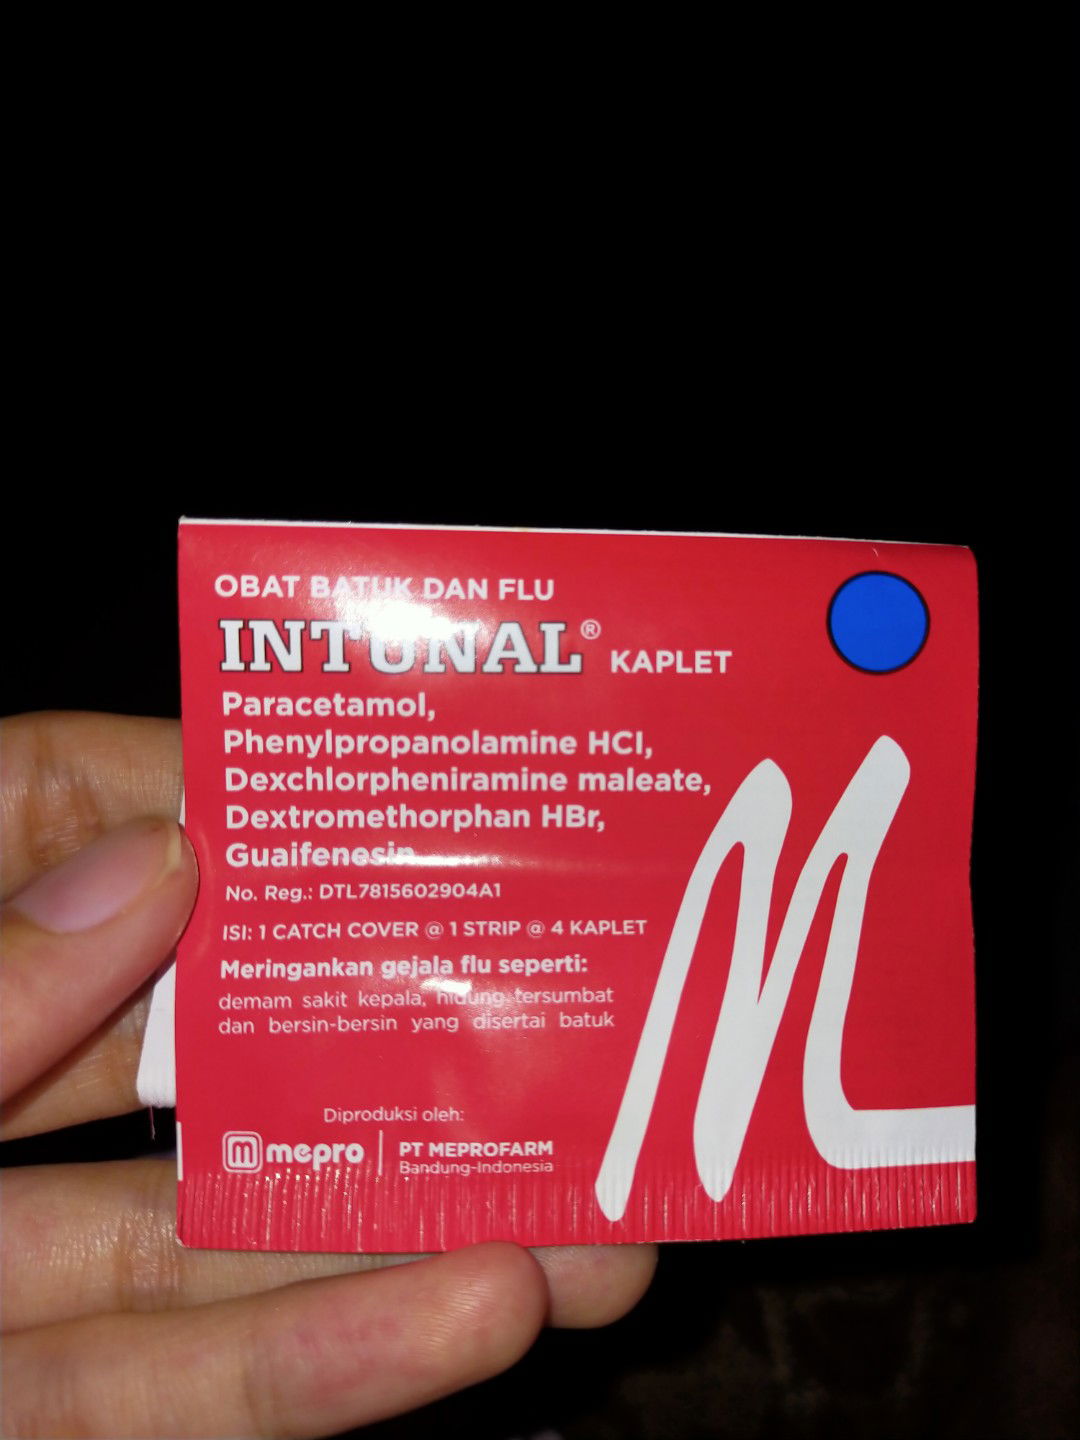 OBAT BATUK DAN FLU
INTUNAL® KAPLET
Paracetamol,
Phenylpropanolamine HCl,
Dexchlorpheniramine maleate,
Dextromethorphan HBr,
Guaifenesin
No. Reg.: DTL7815602904A1
ISI: 1 CATCH COVER @ 1 STRIP @ 4 KAPLET
Meringankan gejala flu seperti:
demam sakit kepala, hidung tersumbat
dan bersin-bersin yang disertai batuk
Diproduksi oleh:
m mepro | PT MEPROFARM
Bandung-Indonesia